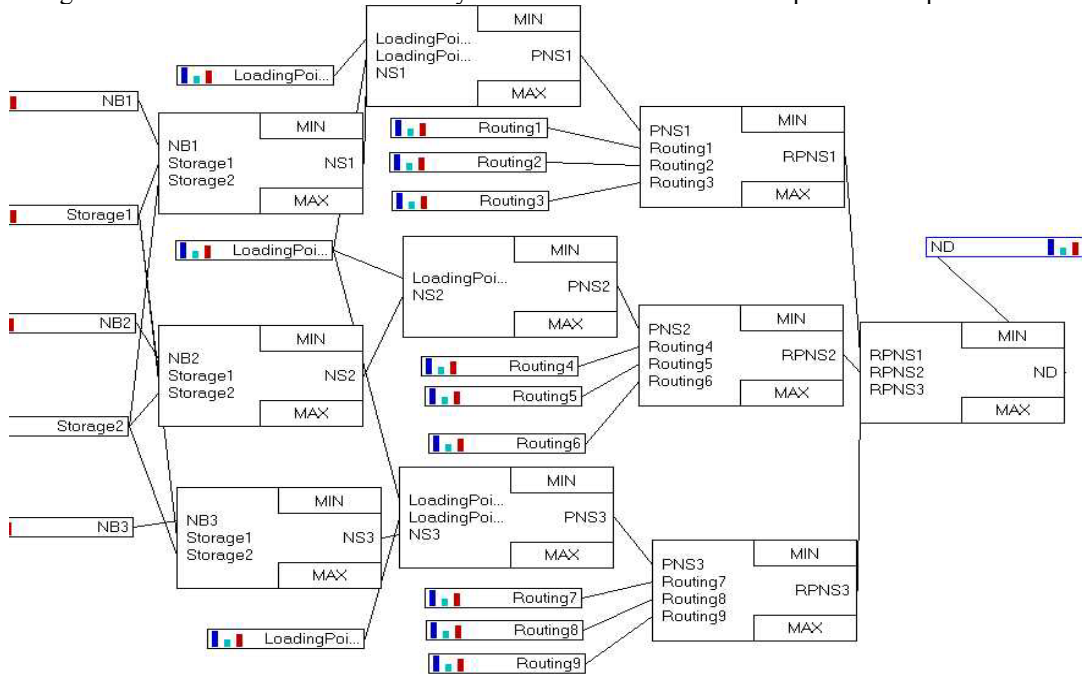 MIN
LoadingPoi...
LoadingPoi...
NS1
PNS1
MAX
LoadingPoi...
NB1
MIN
NB1
Storage1
Storage2
NS1
MAX
Routing1
Routing2
Routing3
MIN
PNS1
Routing1
Routing2
Routing3
RPNS1
MAX
Storage1
LoadingPoi...
MIN
LoadingPoi...
NS2
PNS2
MAX
ND
NB2
MIN
NB2
Storage1
Storage2
NS2
MAX
MIN
PNS2
Routing4
Routing5
Routing6
RPNS2
MAX
Routing4
Routing5
Routing6
MIN
RPNS1
RPNS2
RPNS3
ND
MAX
Storage2
MIN
LoadingPoi...
LoadingPoi...
NS3
PNS3
MAX
NB3
MIN
NB3
Storage1
Storage2
NS3
MAX
MIN
PNS3
Routing7
Routing8
Routing9
RPNS3
MAX
Routing7
Routing8
Routing9
LoadingPoi...